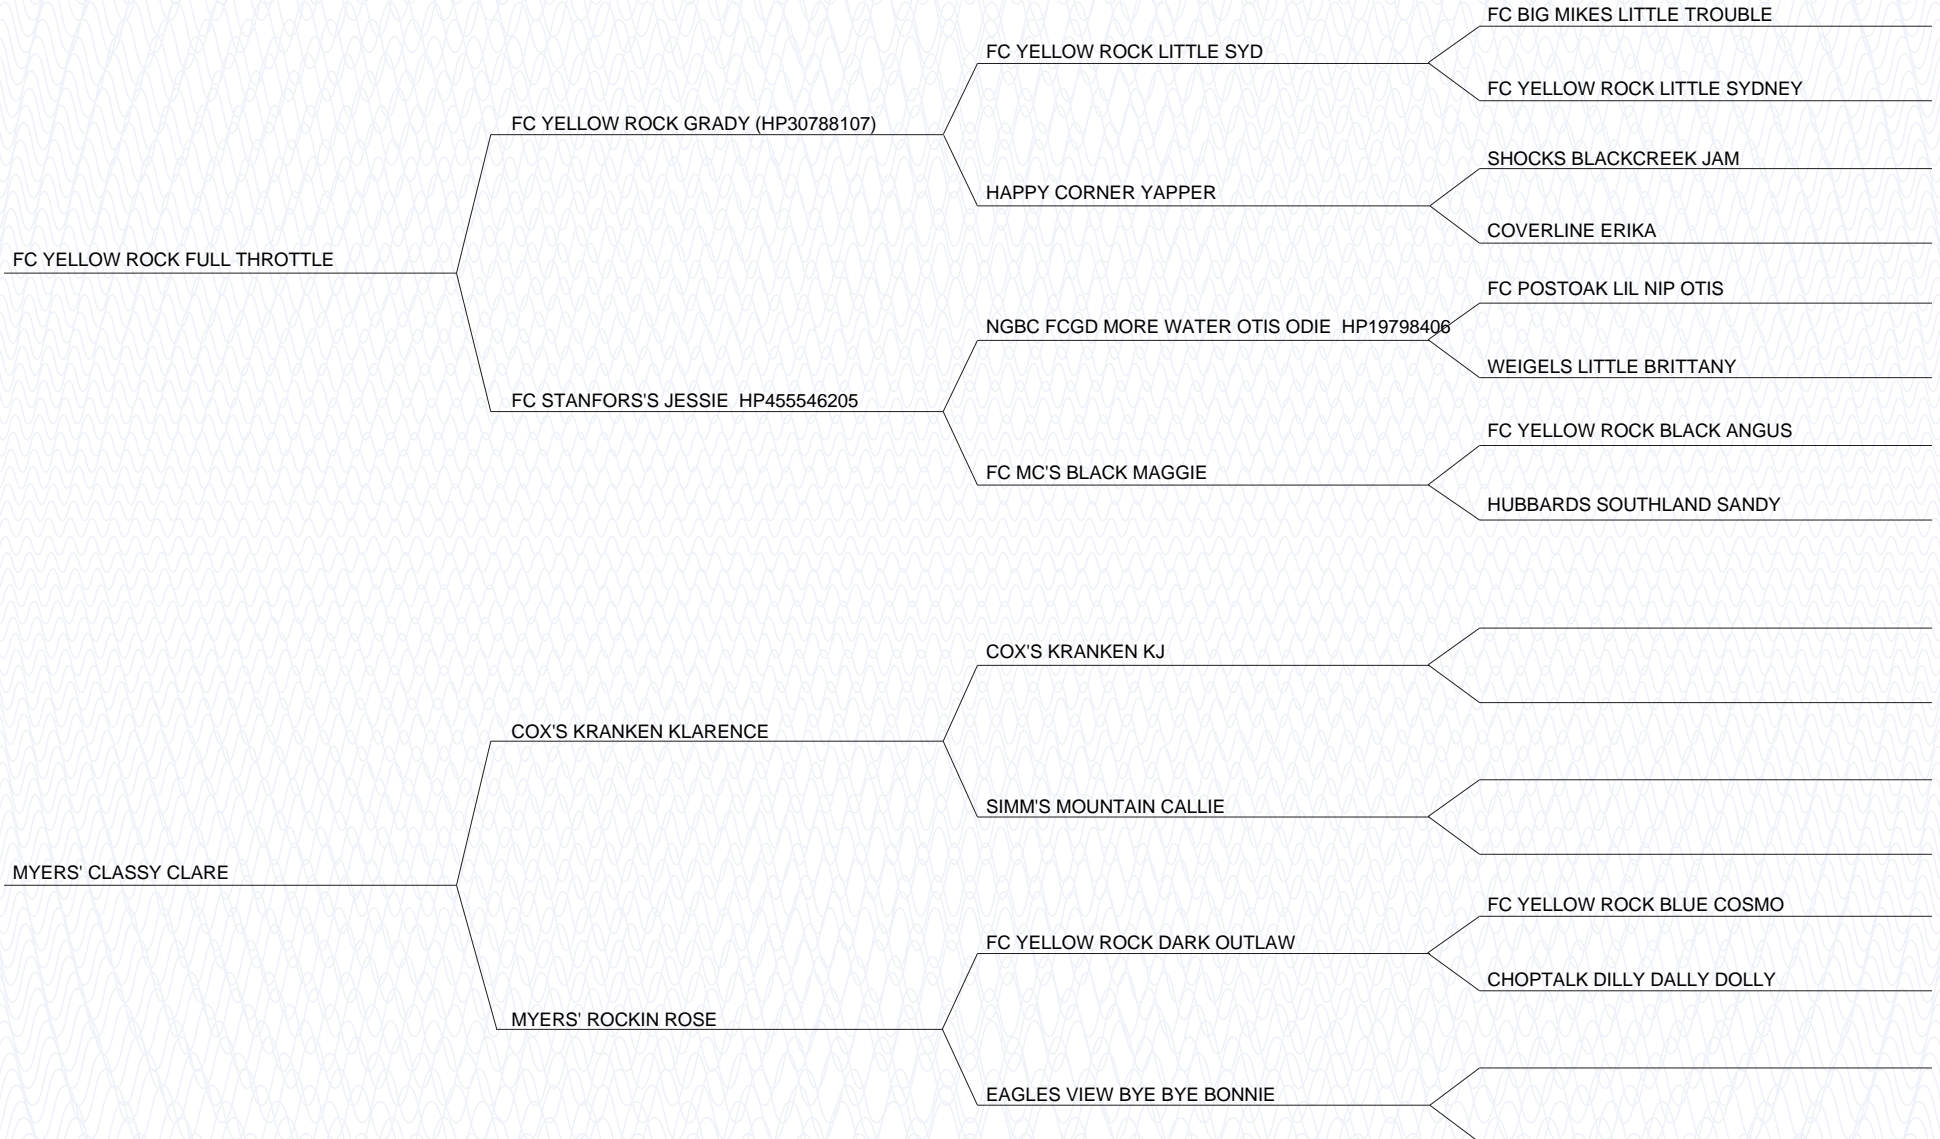 FC BIG MIKES LITTLE TROUBLE
FC YELLOW ROCK LITTLE SYD
FC YELLOW ROCK LITTLE SYDNEY
FC YELLOW ROCK GRADY (HP30788107)
SHOCKS BLACKCREEK JAM
HAPPY CORNER YAPPER
COVERLINE ERIKA
FC YELLOW ROCK FULL THROTTLE
FC POSTOAK LIL NIP OTIS
NGBC FCGD MORE WATER OTIS ODIE  HP19798406
WEIGELS LITTLE BRITTANY
FC STANFORS'S JESSIE  HP455546205
FC YELLOW ROCK BLACK ANGUS
FC MC'S BLACK MAGGIE
HUBBARDS SOUTHLAND SANDY
COX'S KRANKEN KJ
COX'S KRANKEN KLARENCE
SIMM'S MOUNTAIN CALLIE
MYERS' CLASSY CLARE
FC YELLOW ROCK BLUE COSMO
FC YELLOW ROCK DARK OUTLAW
CHOPTALK DILLY DALLY DOLLY
MYERS' ROCKIN ROSE
EAGLES VIEW BYE BYE BONNIE